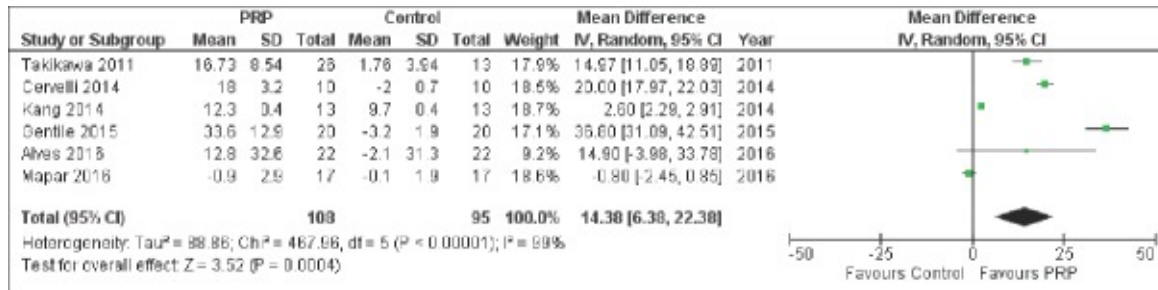 PRP Control Mean Difference Mean Difference
Study or Subgroup Mean SD Total Mean SD Total Weight IV, Random, 95% CI Year IV, Random, 95% CI
Takikawa 2011 16.73 8.54 26 1.76 3.94 13 17.9% 14.97 [11.05, 18.89] 2011
Cervelli 2014 18 3.2 10 -2 0.7 10 18.5% 20.00 [17.97, 22.03] 2014
Kang 2014 12.3 0.4 13 9.7 0.4 13 18.7% 2.60 [2.29, 2.91] 2014
Gentile 2015 33.6 12.9 20 -3.2 1.9 20 17.1% 36.80 [31.09, 42.51] 2015
Alves 2016 12.8 32.6 22 -2.1 31.3 22 9.2% 14.90 [-3.98, 33.78] 2016
Mapar 2016 -0.9 2.9 17 -0.1 1.9 17 18.6% -0.80 [-2.45, 0.85] 2016
Total (95% CI) 108 95 100.0% 14.38 [6.38, 22.38]
Heterogeneity: Tau² = 88.86; Chi² = 467.96, df = 5 (P < 0.00001); I² = 99%
Test for overall effect: Z = 3.52 (P = 0.0004)
-50 -25 0 25 50
Favours Control Favours PRP